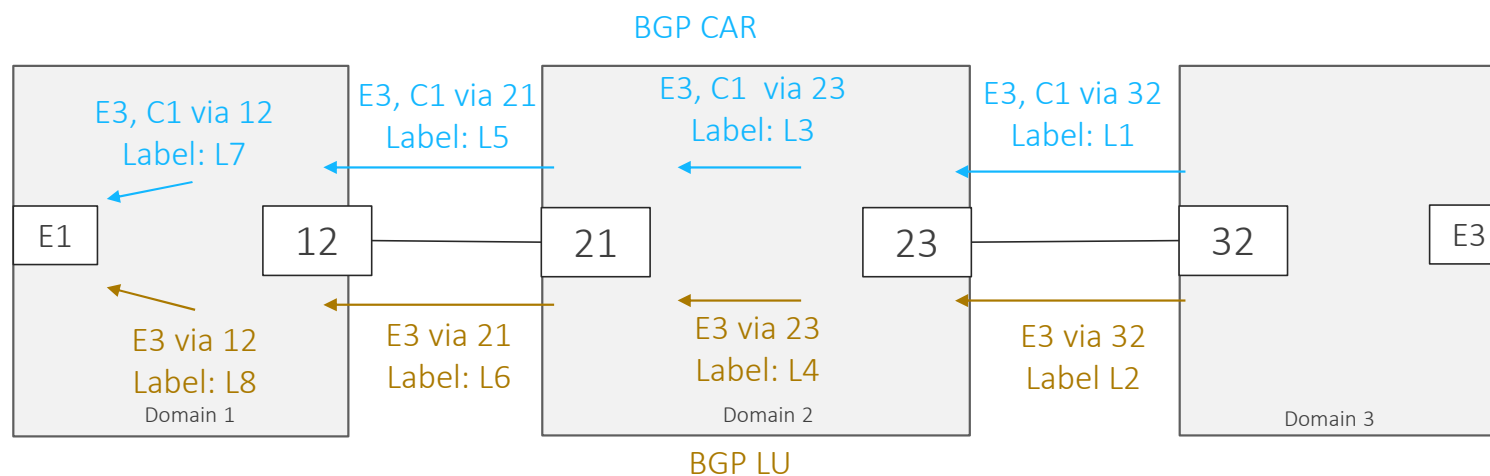 BGP CAR
E3, C1 via 12
Label: L7
E3, C1 via 21
Label: L5
E3, C1 via 23
Label: L3
E3, C1 via 32
Label: L1
E1
12
21
23
32
E3
E3 via 12
Label: L8
E3 via 21
Label: L6
E3 via 23
Label: L4
E3 via 32
Label L2
Domain 1
Domain 2
Domain 3
BGP LU